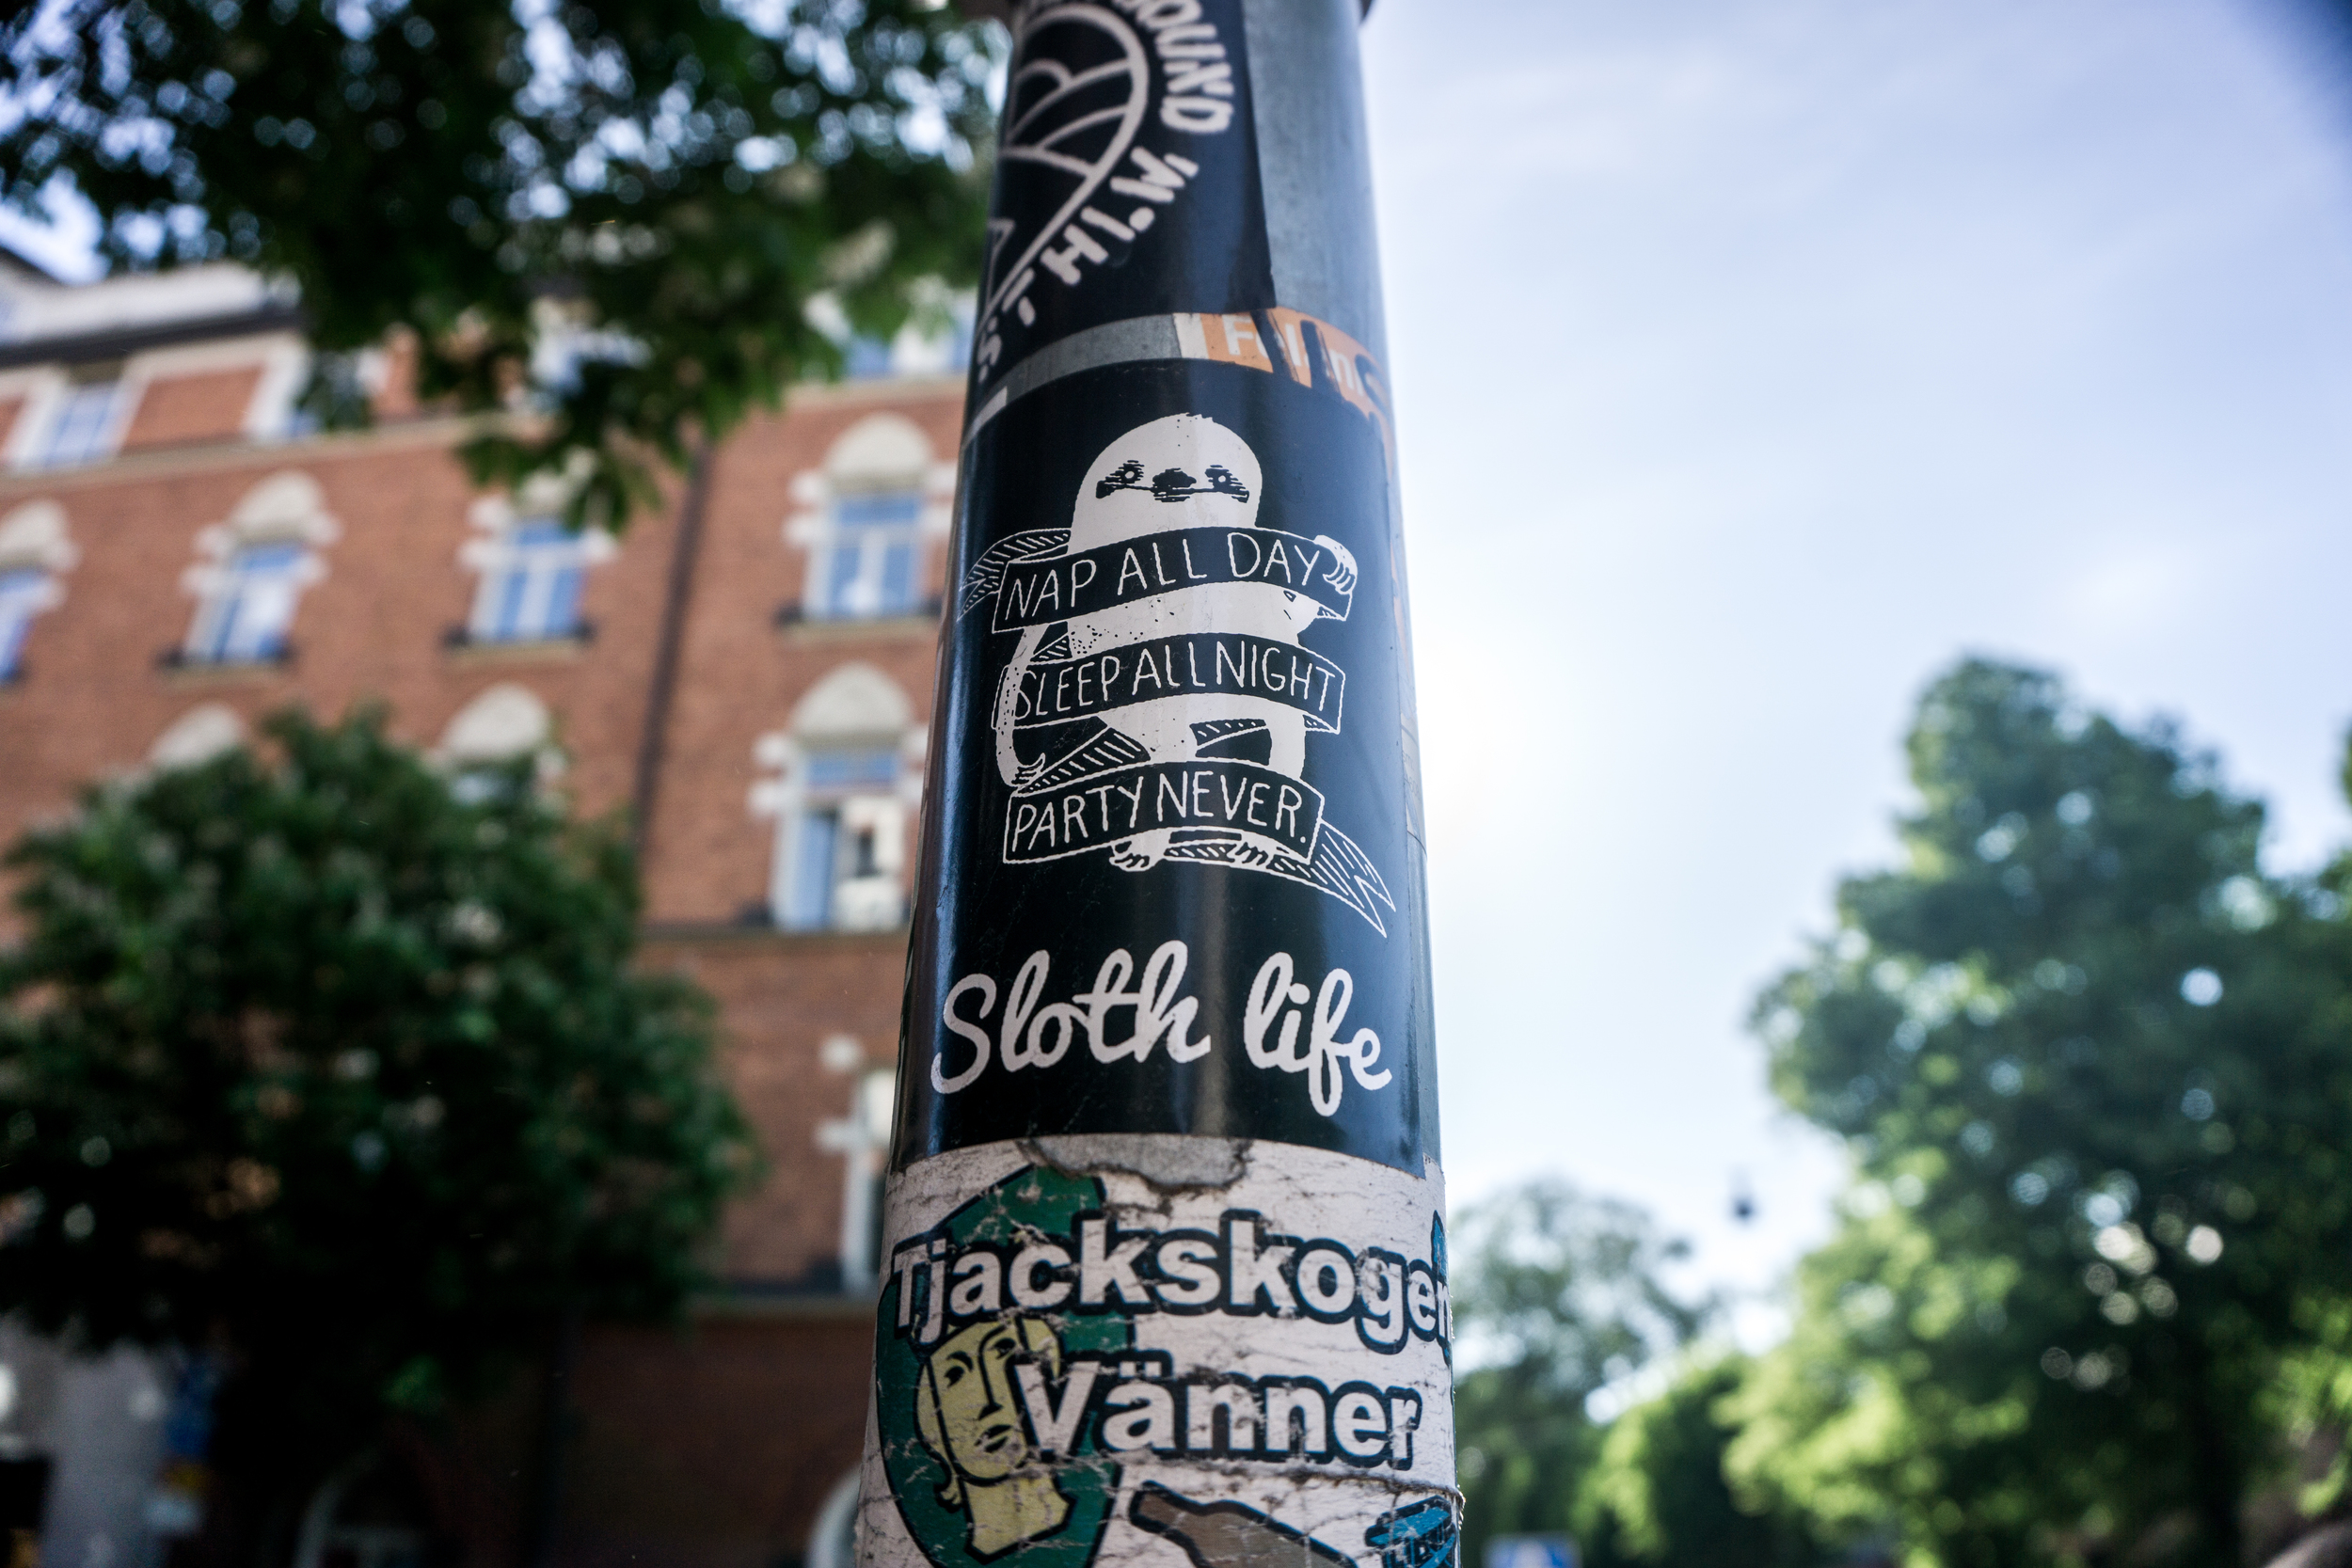 NAP ALL DAY
SLEEP ALL NIGHT
PARTY NEVER.
Sloth life
Tjackskogen
Vänner